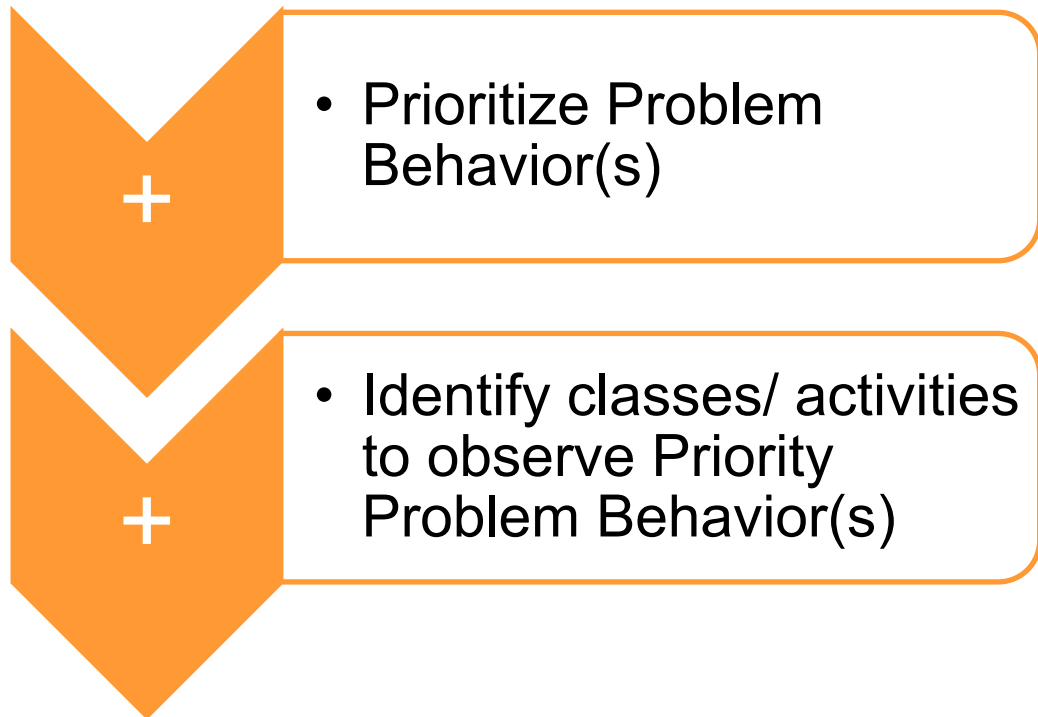 +
• Prioritize Problem
Behavior(s)
+
• Identify classes/ activities
to observe Priority
Problem Behavior(s)